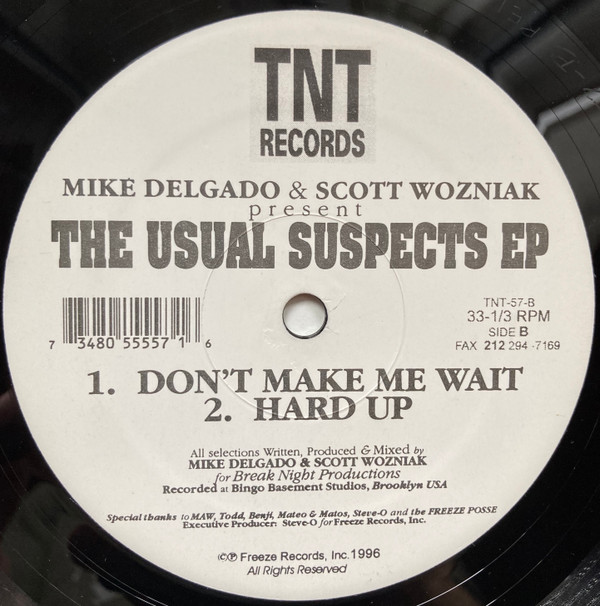 TNT
RECORDS
MIKE DELGADO & SCOTT WOZNIAK
present
THE USUAL SUSPECTS EP
7 3480 55557 1 6
TNT-57-B
33-1/3 RPM
SIDE B
FAX 212 294 -7169
1. DON'T MAKE ME WAIT
2. HARD UP
All selections Written, Produced & Mixed by
MIKE DELGADO & SCOTT WOZNIAK
for Break Night Productions
Recorded at Bingo Basement Studios, Brooklyn USA
Special thanks to MAW, Todd, Benji, Mateo & Matos, Steve-O and the FREEZE POSSE
Executive Producer: Steve-O for Freeze Records, Inc.
©℗ Freeze Records, Inc. 1996
All Rights Reserved